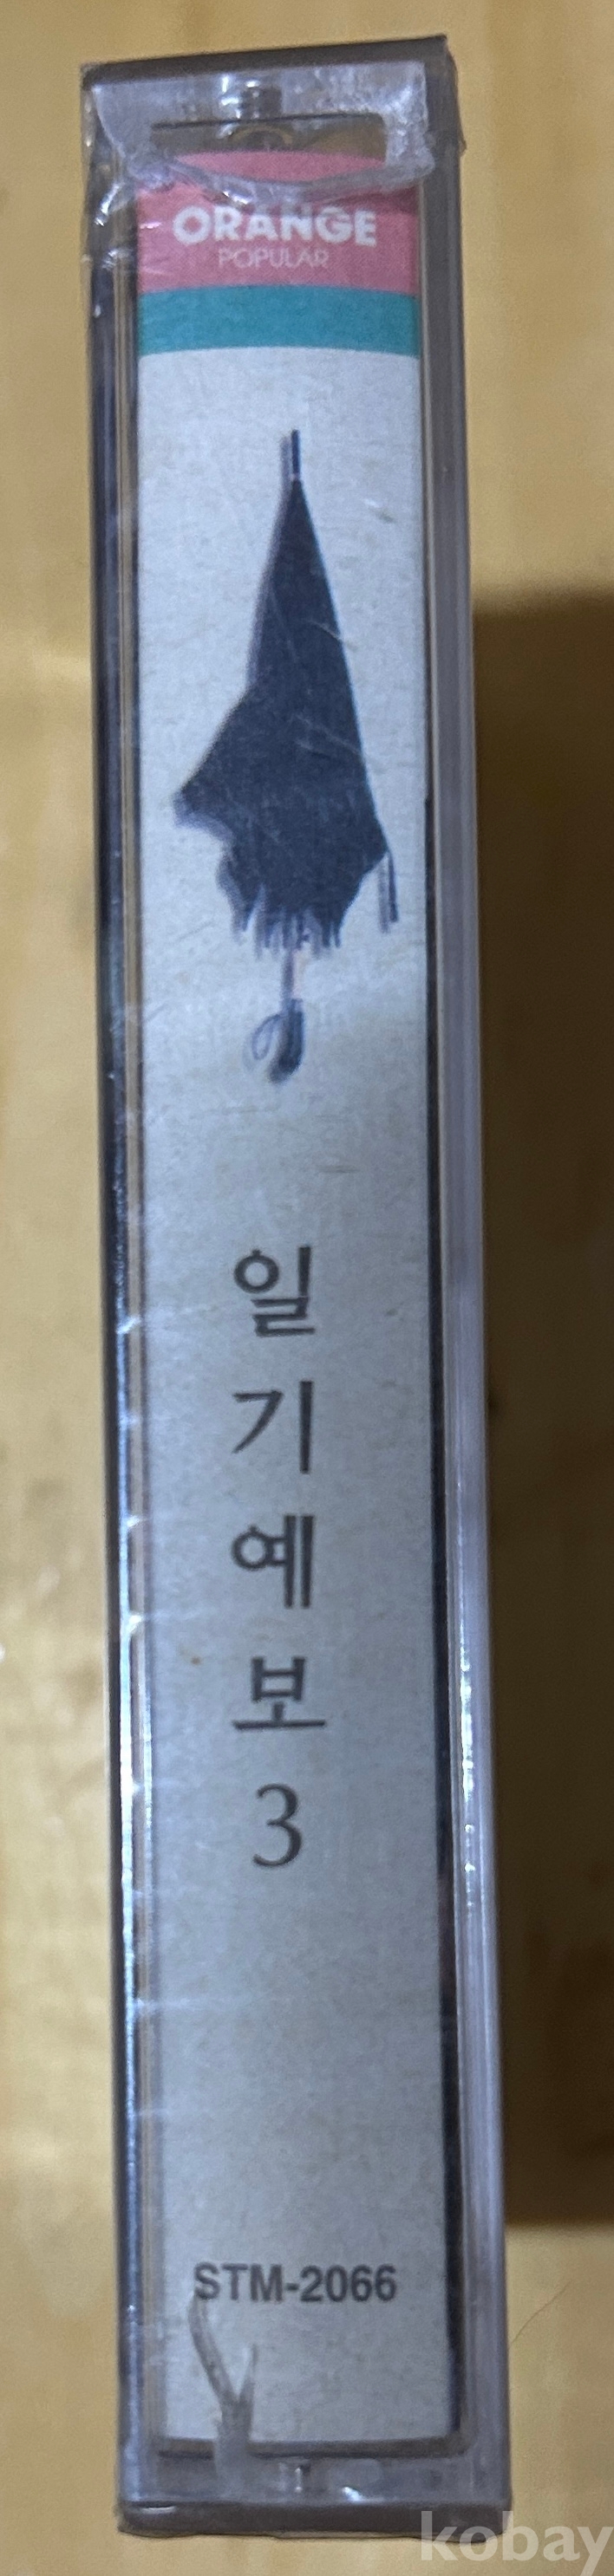 ORANGE
POPULAR
일기예보 3
STM-2066
kobay